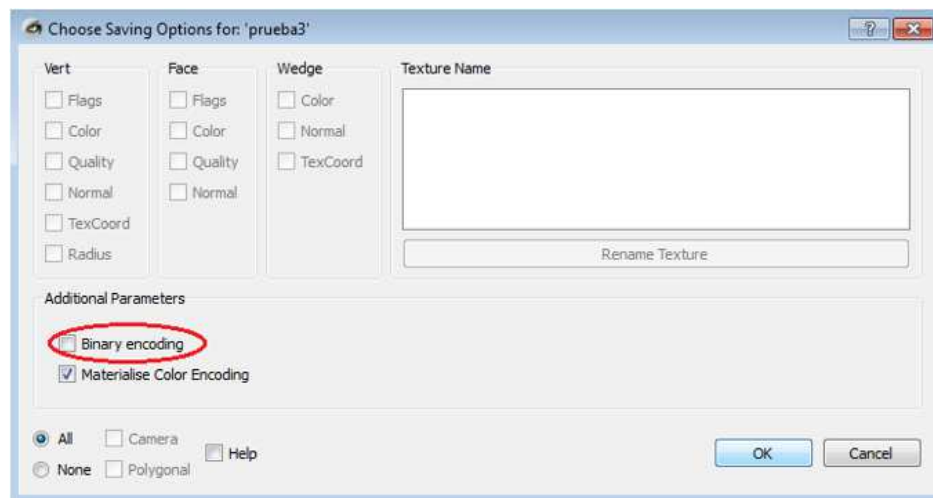 Choose Saving Options for: 'prueba3'
Vert
Flags
Color
Quality
Normal
TexCoord
Radius
Face
Flags
Color
Quality
Normal
Wedge
Color
Normal
TexCoord
Texture Name
Rename Texture
Additional Parameters
Binary encoding
Materialise Color Encoding
All
Camera
Help
None
Polygonal
OK
Cancel